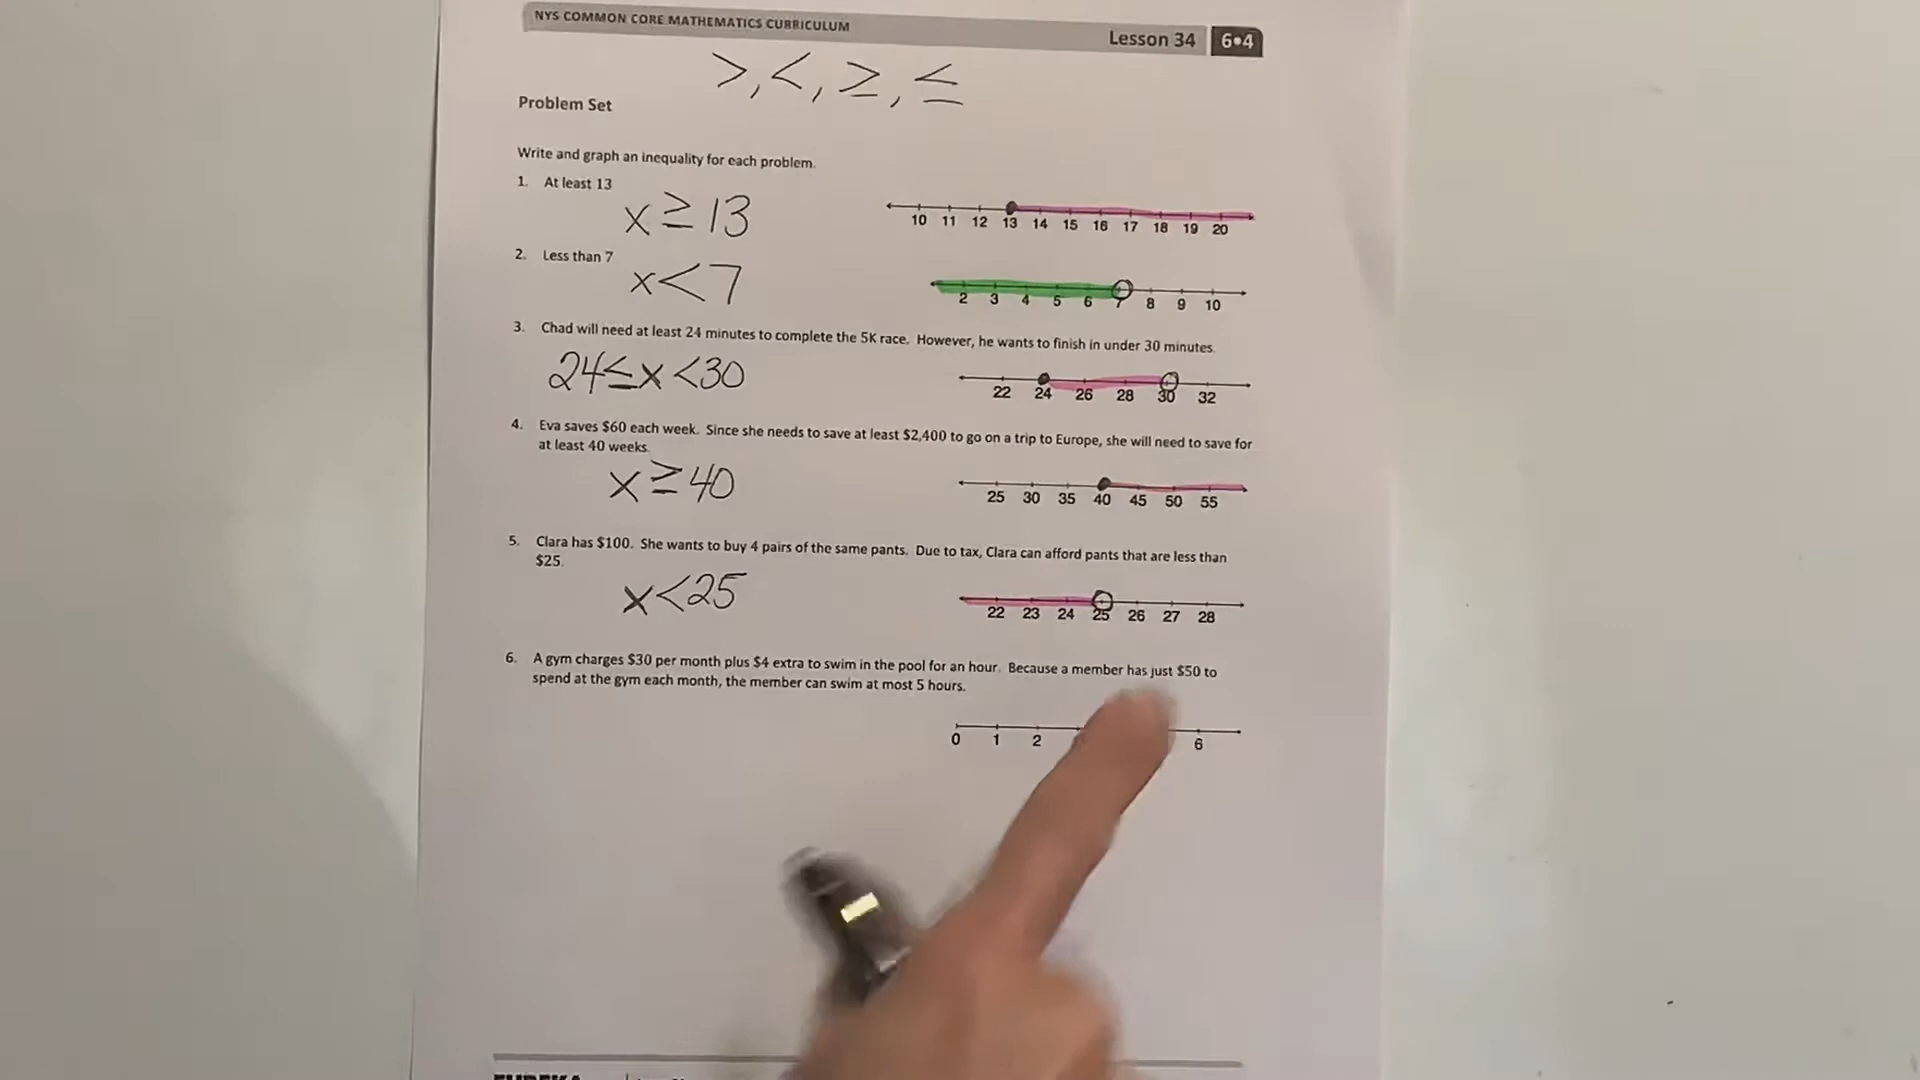 NYS COMMON CORE MATHEMATICS CURRICULUM
Lesson 34 6•4
>, <, ≥, ≤
Problem Set
Write and graph an inequality for each problem.
1. At least 13
x ≥ 13
10 11 12 13 14 15 16 17 18 19 20
2. Less than 7
x < 7
2 3 4 5 6 7 8 9 10
3. Chad will need at least 24 minutes to complete the 5K race. However, he wants to finish in under 30 minutes.
24 ≤ x < 30
22 24 26 28 30 32
4. Eva saves $60 each week. Since she needs to save at least $2,400 to go on a trip to Europe, she will need to save for
at least 40 weeks.
x ≥ 40
25 30 35 40 45 50 55
5. Clara has $100. She wants to buy 4 pairs of the same pants. Due to tax, Clara can afford pants that are less than
$25.
x < 25
22 23 24 25 26 27 28
6. A gym charges $30 per month plus $4 extra to swim in the pool for an hour. Because a member has just $50 to
spend at the gym each month, the member can swim at most 5 hours.
0 1 2 6